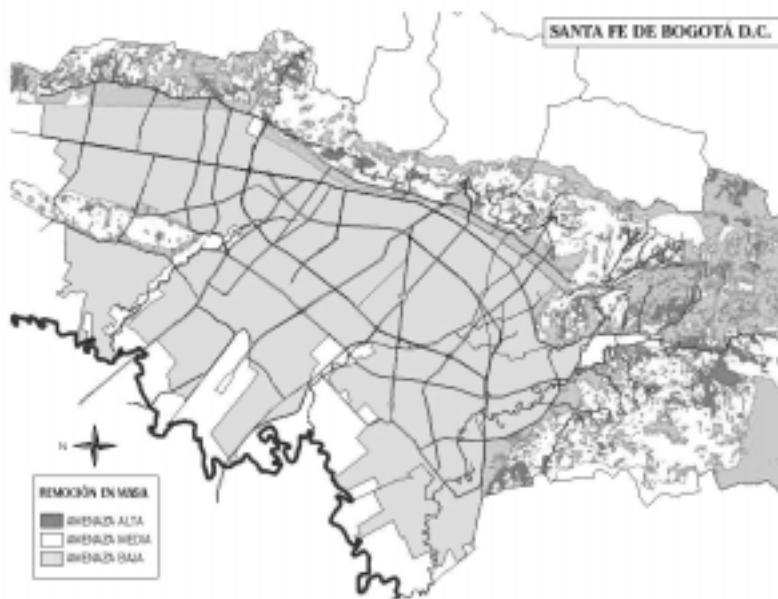 SANTA FE DE BOGOTÁ D.C.
N
REMOCIÓN EN MASA
AMENAZA ALTA
AMENAZA MEDIA
AMENAZA BAJA